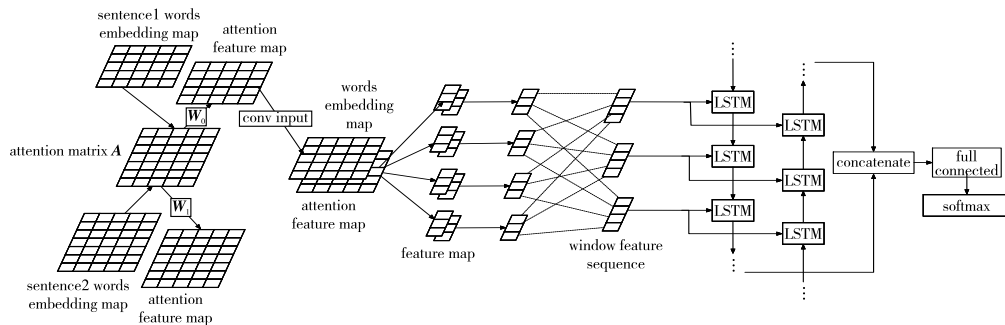 sentence1 words
embedding map
attention
feature map
W₀
conv input
attention matrix A
W₁
sentence2 words
embedding map
attention
feature map
words
embedding
map
attention
feature map
feature map
window feature
sequence
LSTM
LSTM
LSTM
LSTM
LSTM
LSTM
concatenate
full
connected
softmax